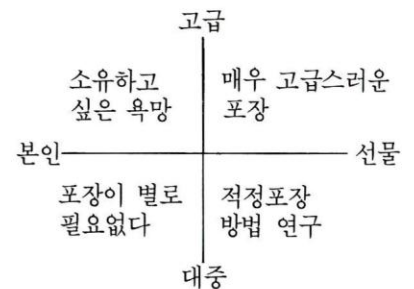 고급
소유하고
싶은 욕망
매우 고급스러운
포장
본인
선물
포장이 별로
필요없다
적정포장
방법 연구
대중